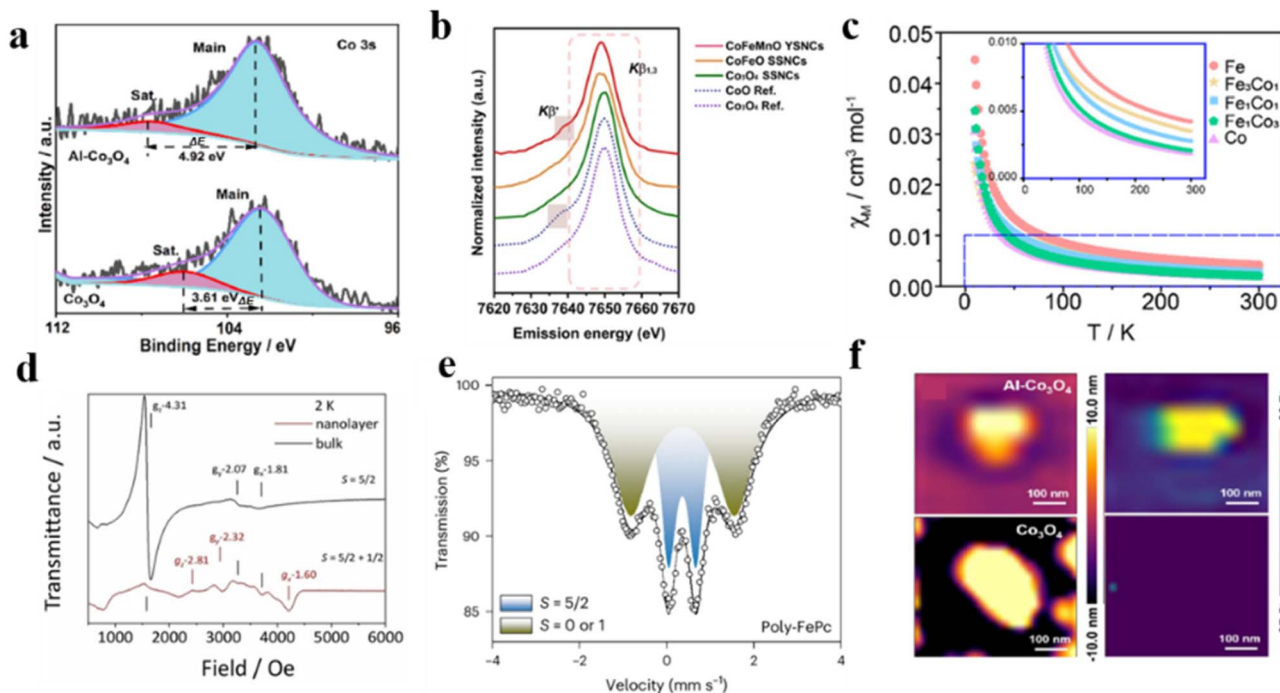 a
Co 3s
Main
Sat.
ΔE
4.92 eV
Al-Co₃O₄
Main
Sat.
3.61 eV ΔE
Co₃O₄
Intensity / a.u.
112 104 96
Binding Energy / eV
b
CoFeMnO YSNCs
CoFeO SSNCs
Co₃O₄ SSNCs
CoO Ref.
Co₃O₄ Ref.
Kβ₁,₃
Kβ'
Normalized intensity (a.u.)
7620 7630 7640 7650 7660 7670
Emission energy (eV)
c
0.05
0.04
0.03
0.02
0.01
0.00
χM / cm³ mol⁻¹
0.010
0.005
0.000
0 100 200 300
Fe
Fe₃Co₁
Fe₁Co₁
Fe₁Co₃
Co
0 100 200 300
T / K
d
2 K
nanolayer
bulk
gz-4.31
gy-2.07
gx-1.81
S = 5/2
gy-2.32
gz-2.81
S = 5/2 + 1/2
gx-1.60
Transmittance / a.u.
1000 2000 3000 4000 5000 6000
Field / Oe
e
100
95
90
85
Transmission (%)
S = 5/2
S = 0 or 1
Poly-FePc
−4 −2 0 2 4
Velocity (mm s⁻¹)
f
Al-Co₃O₄
100 nm
100 nm
Co₃O₄
100 nm
100 nm
10.0 nm
-10.0 nm